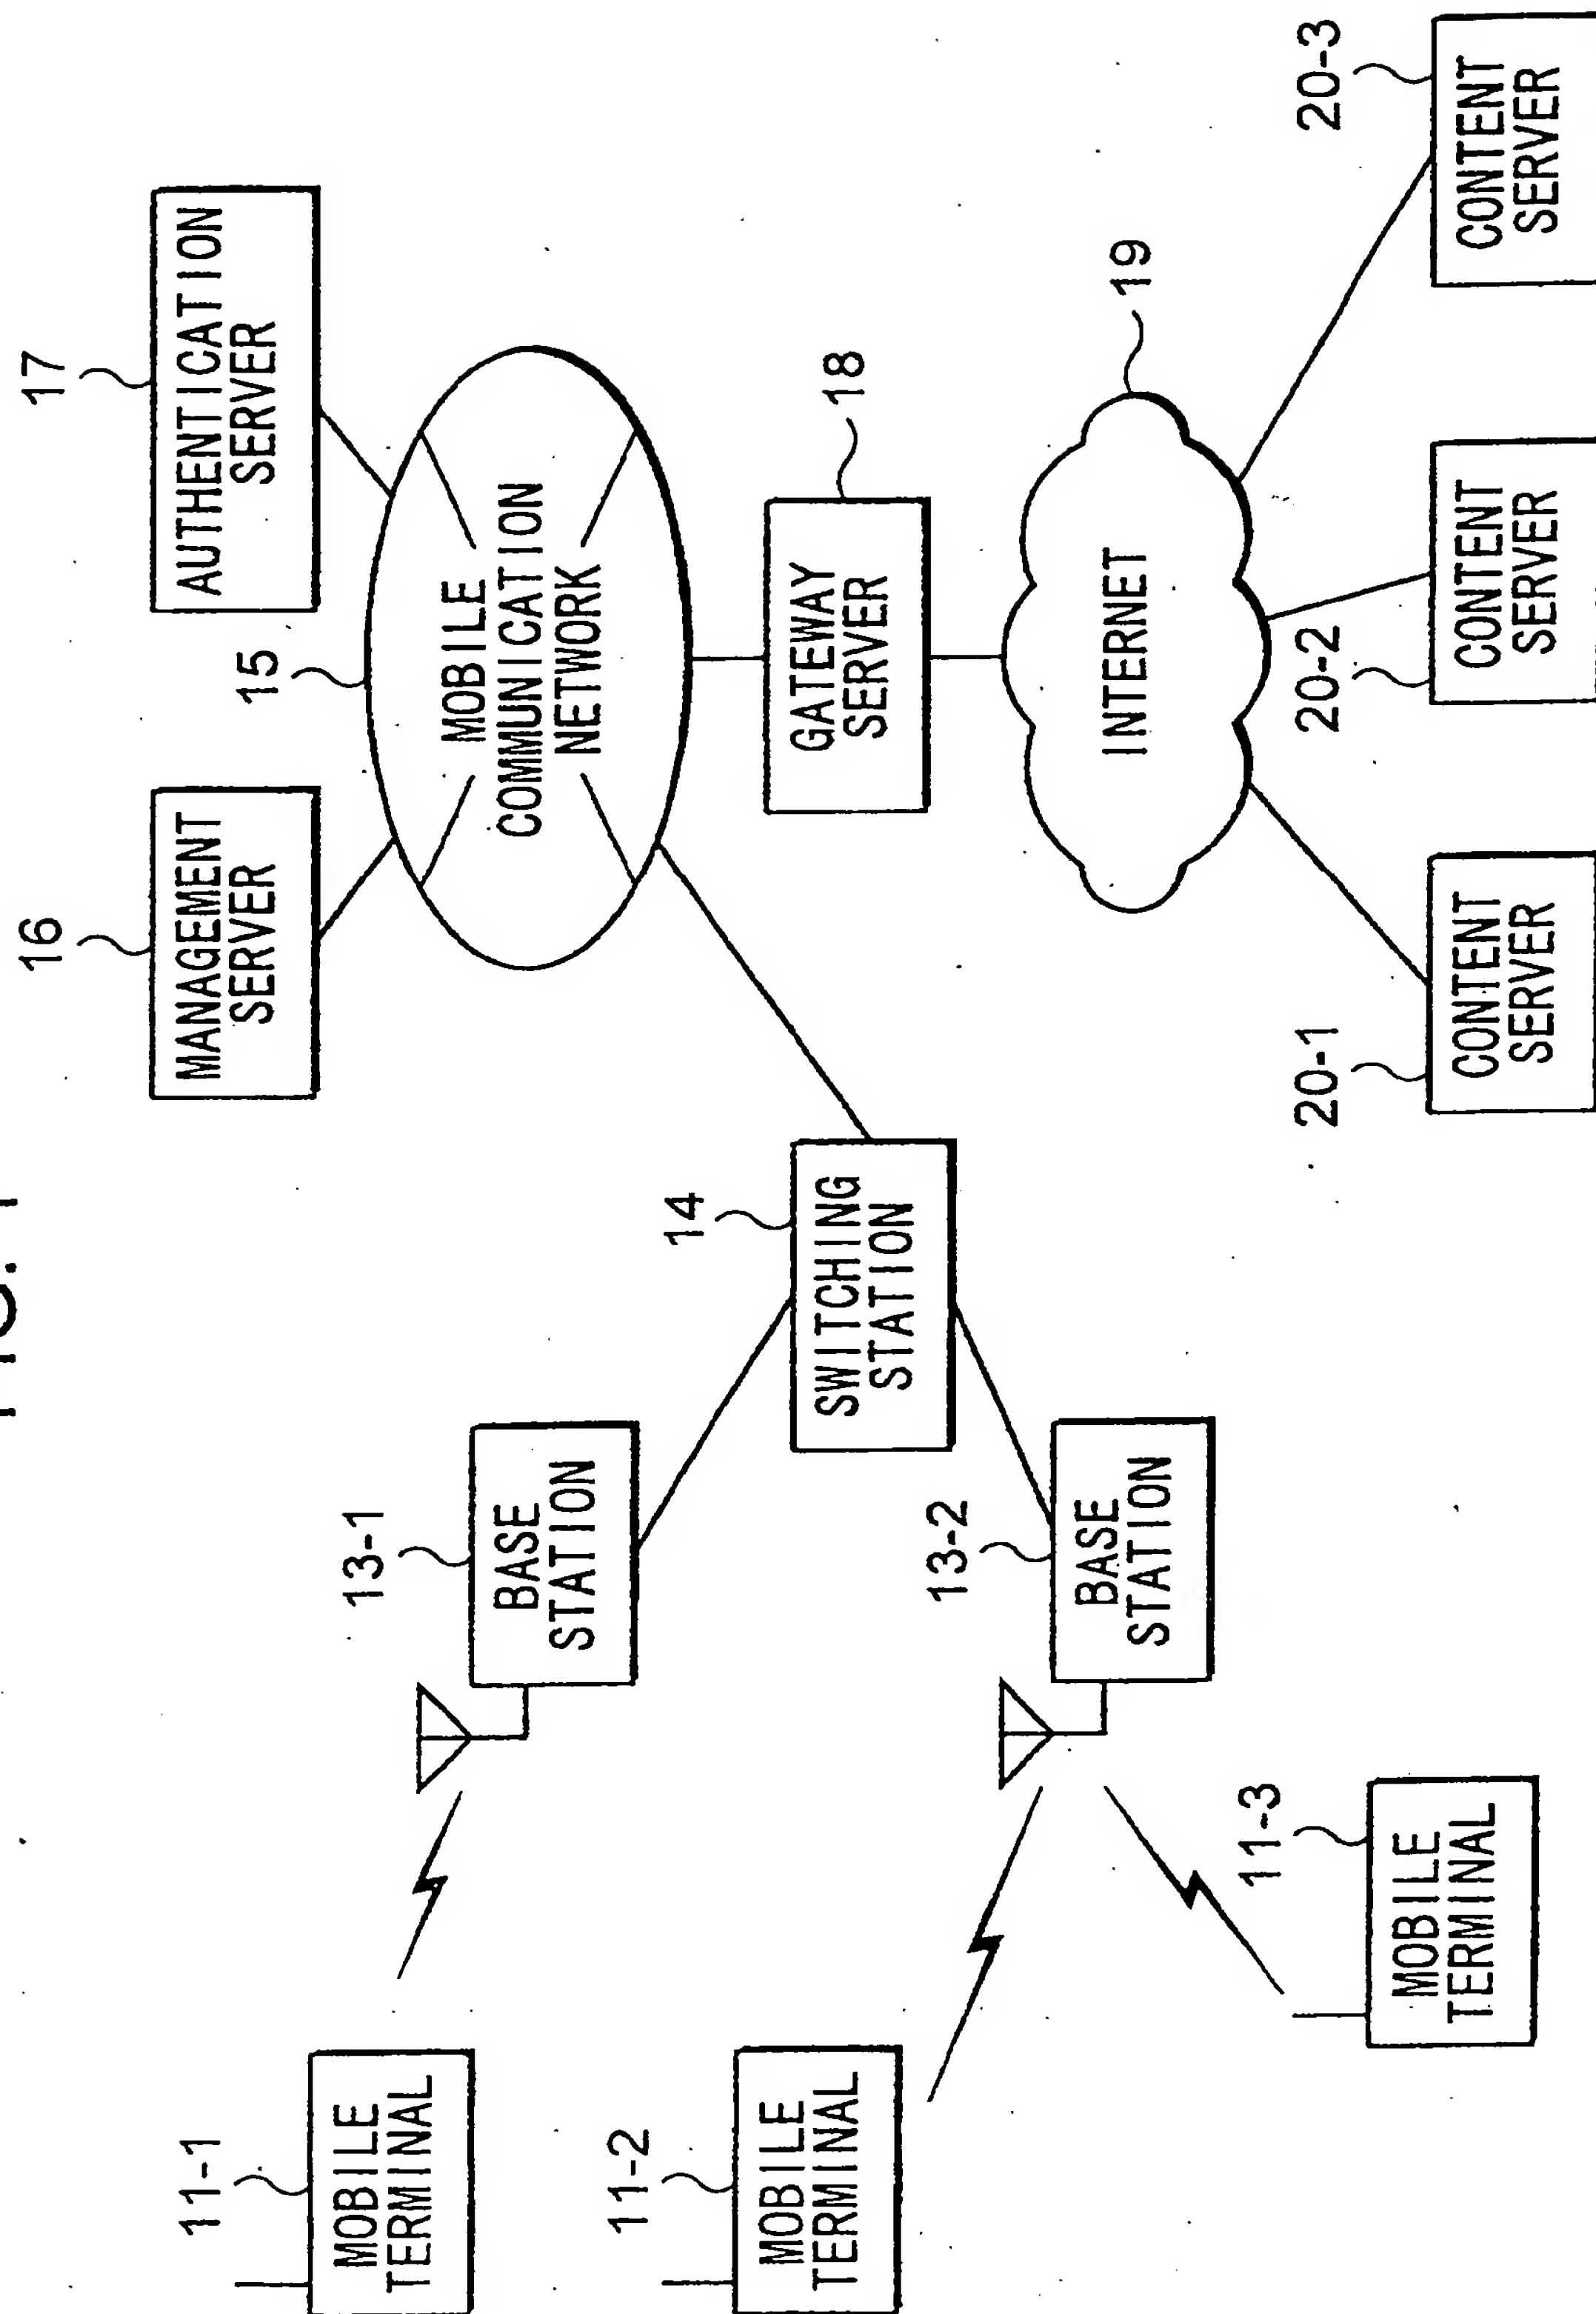 FIG. 1
16
MANAGEMENT
SERVER
17
AUTHENTICATION
SERVER
15
MOBILE
COMMUNICATION
NETWORK
11-1
MOBILE
TERMINAL
13-1
BASE
STATION
14
SWITCHING
STATION
18
GATEWAY
SERVER
11-2
MOBILE
TERMINAL
13-2
BASE
STATION
19
INTERNET
11-3
MOBILE
TERMINAL
20-1
CONTENT
SERVER
20-2
CONTENT
SERVER
20-3
CONTENT
SERVER